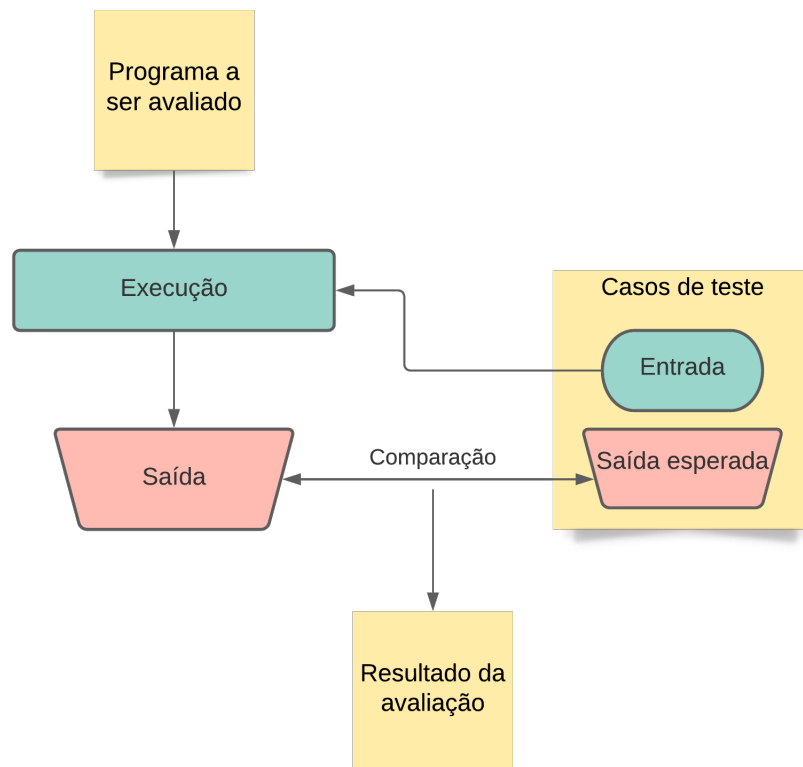 Programa a
ser avaliado
Execução
Casos de teste
Entrada
Saída
Comparação
Saída esperada
Resultado da
avaliação